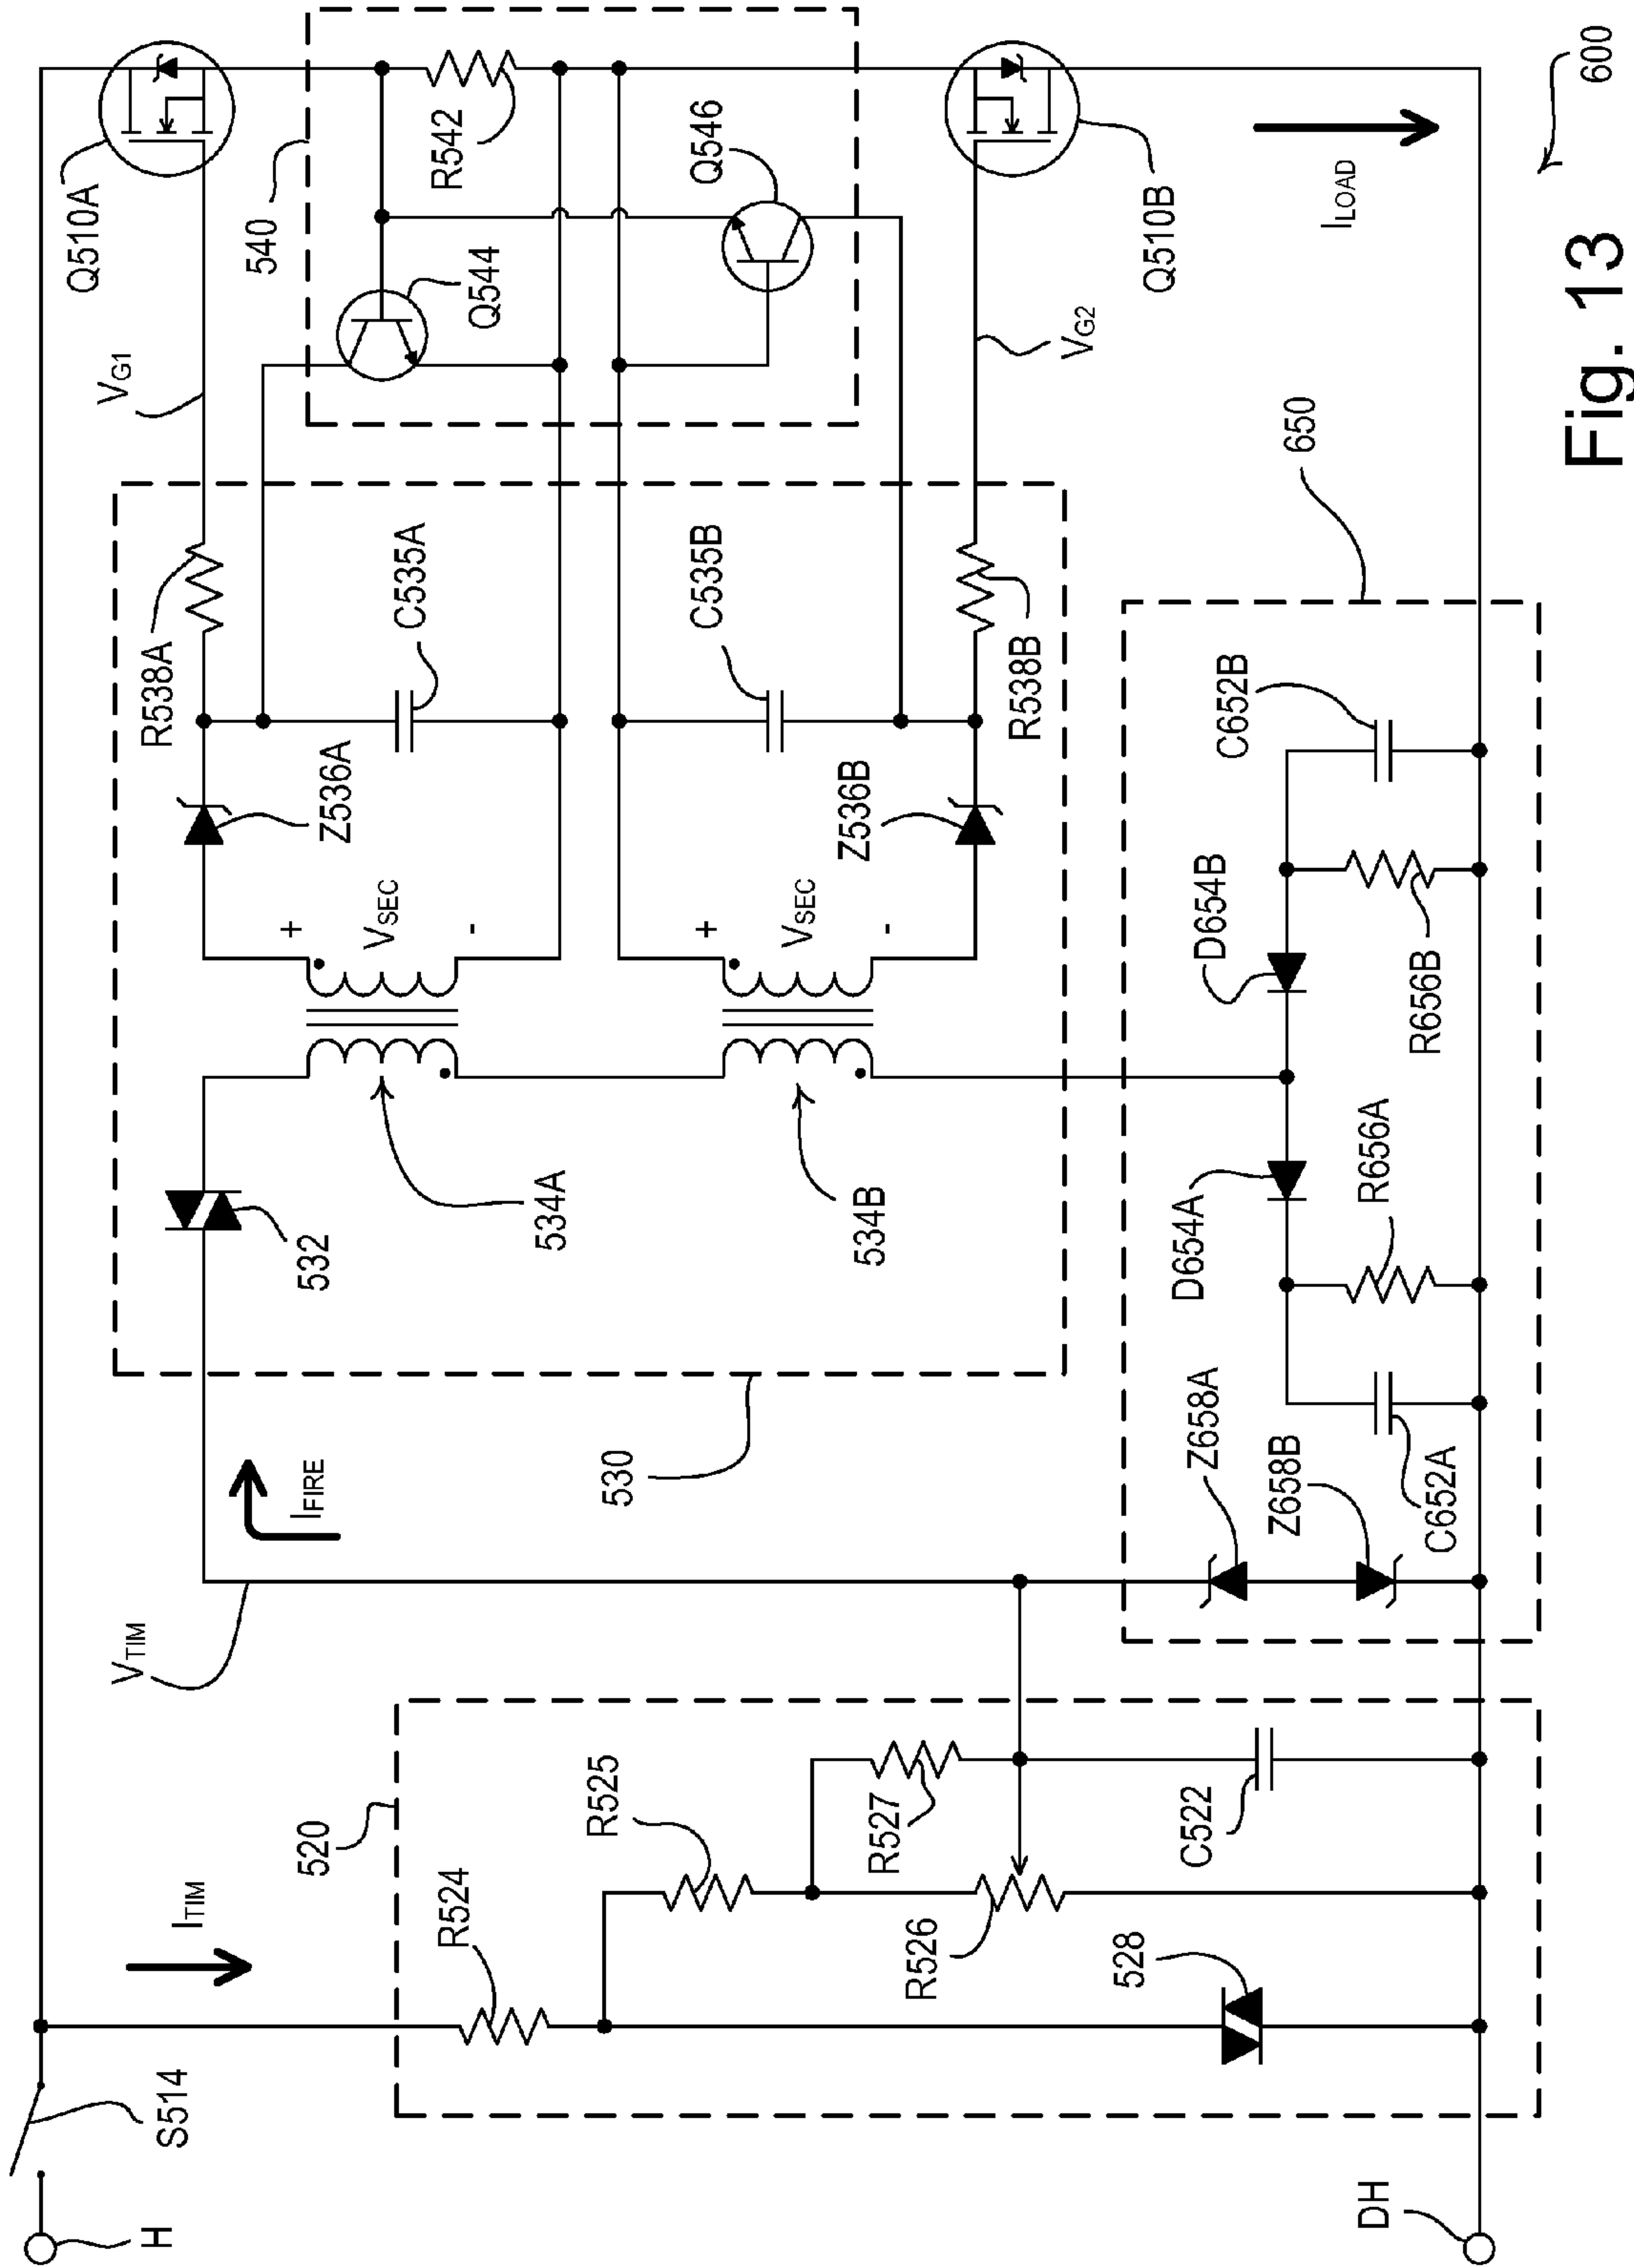 H
S514
DH
I_TIM
520
R524
R525
R526
R527
528
C522
V_TIM
I_FIRE
530
532
534A
534B
+
V_SEC
-
+
V_SEC
-
Z536A
Z536B
R538A
C535A
C535B
R538B
V_G1
V_G2
Q510A
540
R542
Q544
Q546
Q510B
I_LOAD
650
Z658A
Z658B
C652A
D654A
R656A
D654B
R656B
C652B
600
Fig. 13